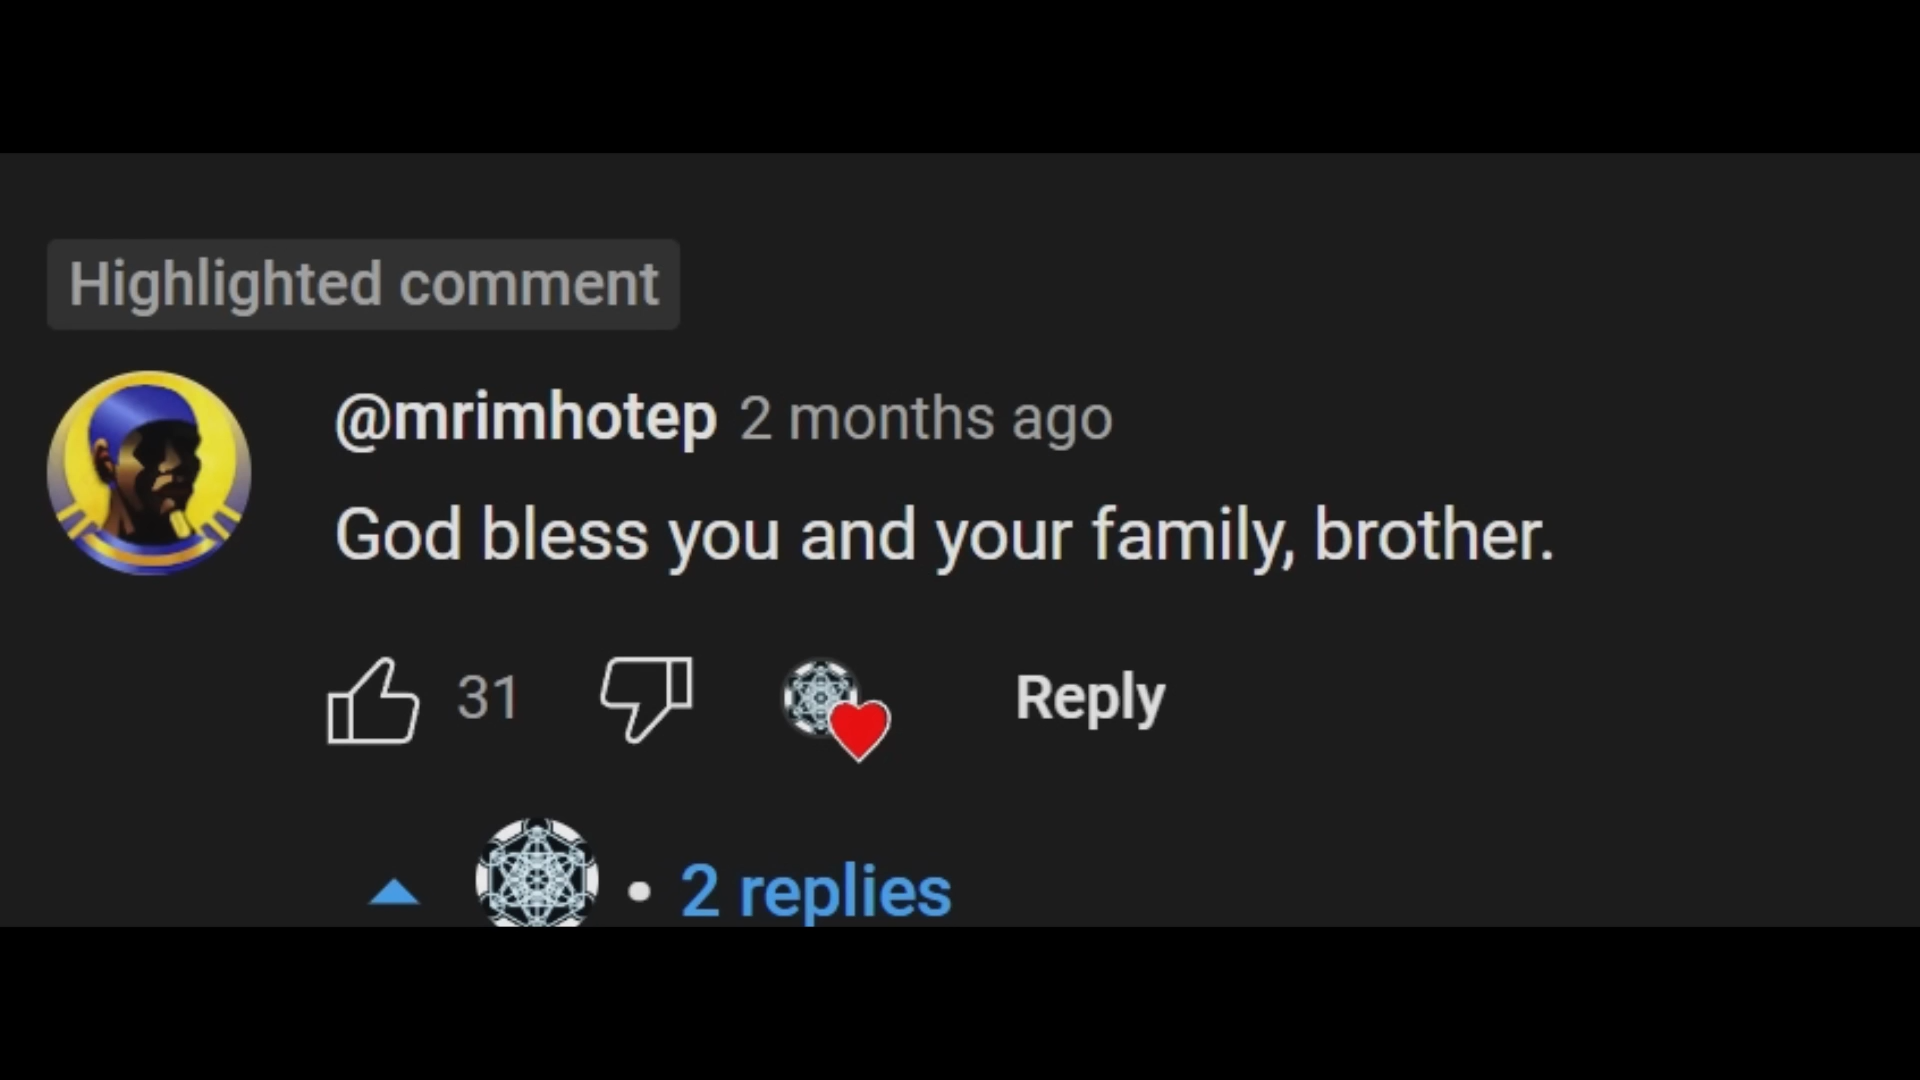 Highlighted comment
@mrimhotep 2 months ago
God bless you and your family, brother.
31 Reply
• 2 replies